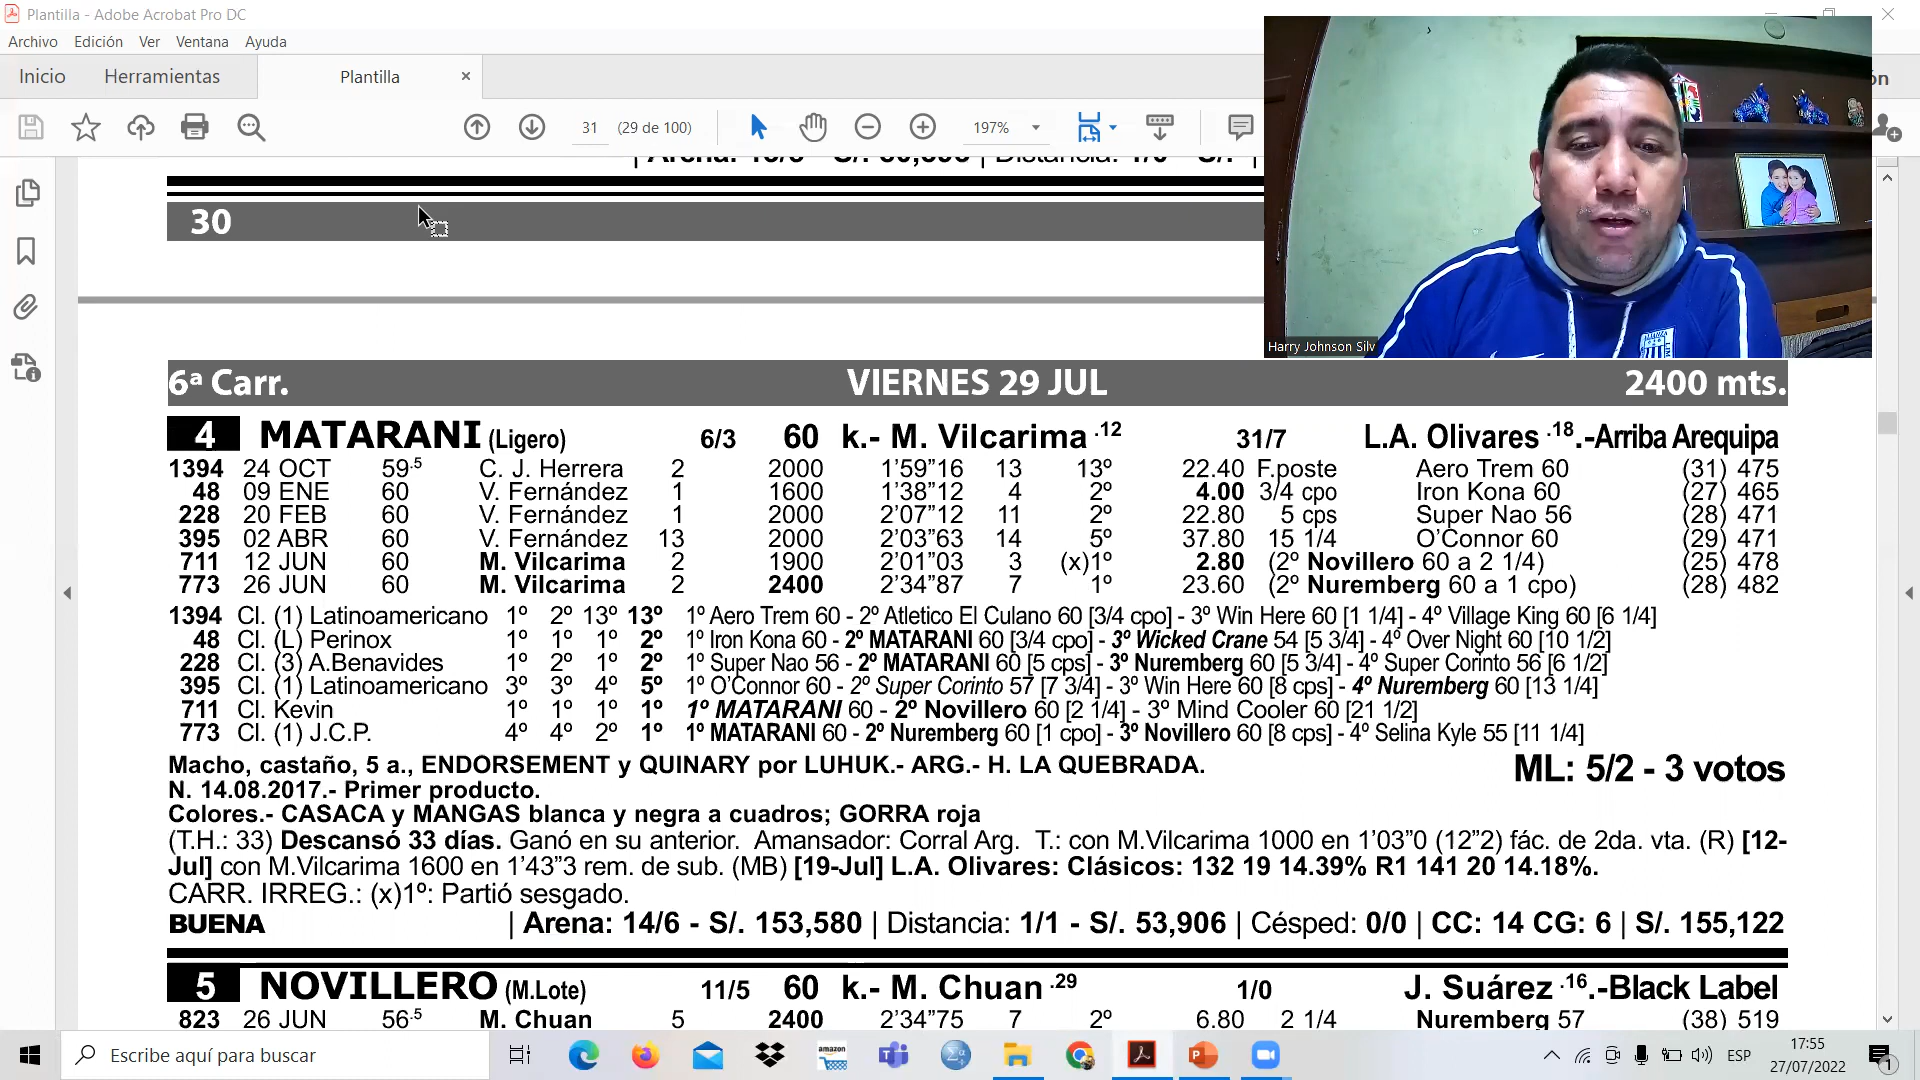 Plantilla - Adobe Acrobat Pro DC
Archivo Edición Ver Ventana Ayuda
Inicio Herramientas Plantilla ×
31 (29 de 100) 197%
30
Harry Johnson Silv
6ª Carr. VIERNES 29 JUL 2400 mts.
4 MATARANI (Ligero) 6/3 60 k.- M. Vilcarima .12 31/7 L.A. Olivares .18.-Arriba Arequipa
1394 24 OCT 59.5 C. J. Herrera 2 2000 1'59"16 13 13º 22.40 F.poste Aero Trem 60 (31) 475
48 09 ENE 60 V. Fernández 1 1600 1'38"12 4 2º 4.00 3/4 cpo Iron Kona 60 (27) 465
228 20 FEB 60 V. Fernández 1 2000 2'07"12 11 2º 22.80 5 cps Super Nao 56 (28) 471
395 02 ABR 60 V. Fernández 13 2000 2'03"63 14 5º 37.80 15 1/4 O'Connor 60 (29) 471
711 12 JUN 60 M. Vilcarima 2 1900 2'01"03 3 (x)1º 2.80 (2º Novillero 60 a 2 1/4) (25) 478
773 26 JUN 60 M. Vilcarima 2 2400 2'34"87 7 1º 23.60 (2º Nuremberg 60 a 1 cpo) (28) 482
1394 Cl. (1) Latinoamericano 1º 2º 13º 13º 1º Aero Trem 60 - 2º Atletico El Culano 60 [3/4 cpo] - 3º Win Here 60 [1 1/4] - 4º Village King 60 [6 1/4]
48 Cl. (L) Perinox 1º 1º 1º 2º 1º Iron Kona 60 - 2º MATARANI 60 [3/4 cpo] - 3º Wicked Crane 54 [5 3/4] - 4º Over Night 60 [10 1/2]
228 Cl. (3) A.Benavides 1º 2º 1º 2º 1º Super Nao 56 - 2º MATARANI 60 [5 cps] - 3º Nuremberg 60 [5 3/4] - 4º Super Corinto 56 [6 1/2]
395 Cl. (1) Latinoamericano 3º 3º 4º 5º 1º O'Connor 60 - 2º Super Corinto 57 [7 3/4] - 3º Win Here 60 [8 cps] - 4º Nuremberg 60 [13 1/4]
711 Cl. Kevin 1º 1º 1º 1º 1º MATARANI 60 - 2º Novillero 60 [2 1/4] - 3º Mind Cooler 60 [21 1/2]
773 Cl. (1) J.C.P. 4º 4º 2º 1º 1º MATARANI 60 - 2º Nuremberg 60 [1 cpo] - 3º Novillero 60 [8 cps] - 4º Selina Kyle 55 [11 1/4]
Macho, castaño, 5 a., ENDORSEMENT y QUINARY por LUHUK.- ARG.- H. LA QUEBRADA. ML: 5/2 - 3 votos
N. 14.08.2017.- Primer producto.
Colores.- CASACA y MANGAS blanca y negra a cuadros; GORRA roja
(T.H.: 33) Descansó 33 días. Ganó en su anterior. Amansador: Corral Arg. T.: con M.Vilcarima 1000 en 1'03"0 (12"2) fác. de 2da. vta. (R) [12-
Jul] con M.Vilcarima 1600 en 1'43"3 rem. de sub. (MB) [19-Jul] L.A. Olivares: Clásicos: 132 19 14.39% R1 141 20 14.18%.
CARR. IRREG.: (x)1º: Partió sesgado.
BUENA | Arena: 14/6 - S/. 153,580 | Distancia: 1/1 - S/. 53,906 | Césped: 0/0 | CC: 14 CG: 6 | S/. 155,122
5 NOVILLERO (M.Lote) 11/5 60 k.- M. Chuan .29 1/0 J. Suárez .16.-Black Label
823 26 JUN 56.5 M. Chuan 5 2400 2'34"75 7 2º 6.80 2 1/4 Nuremberg 57 (38) 519
Escribe aquí para buscar amazon ESP 17:55
27/07/2022
1